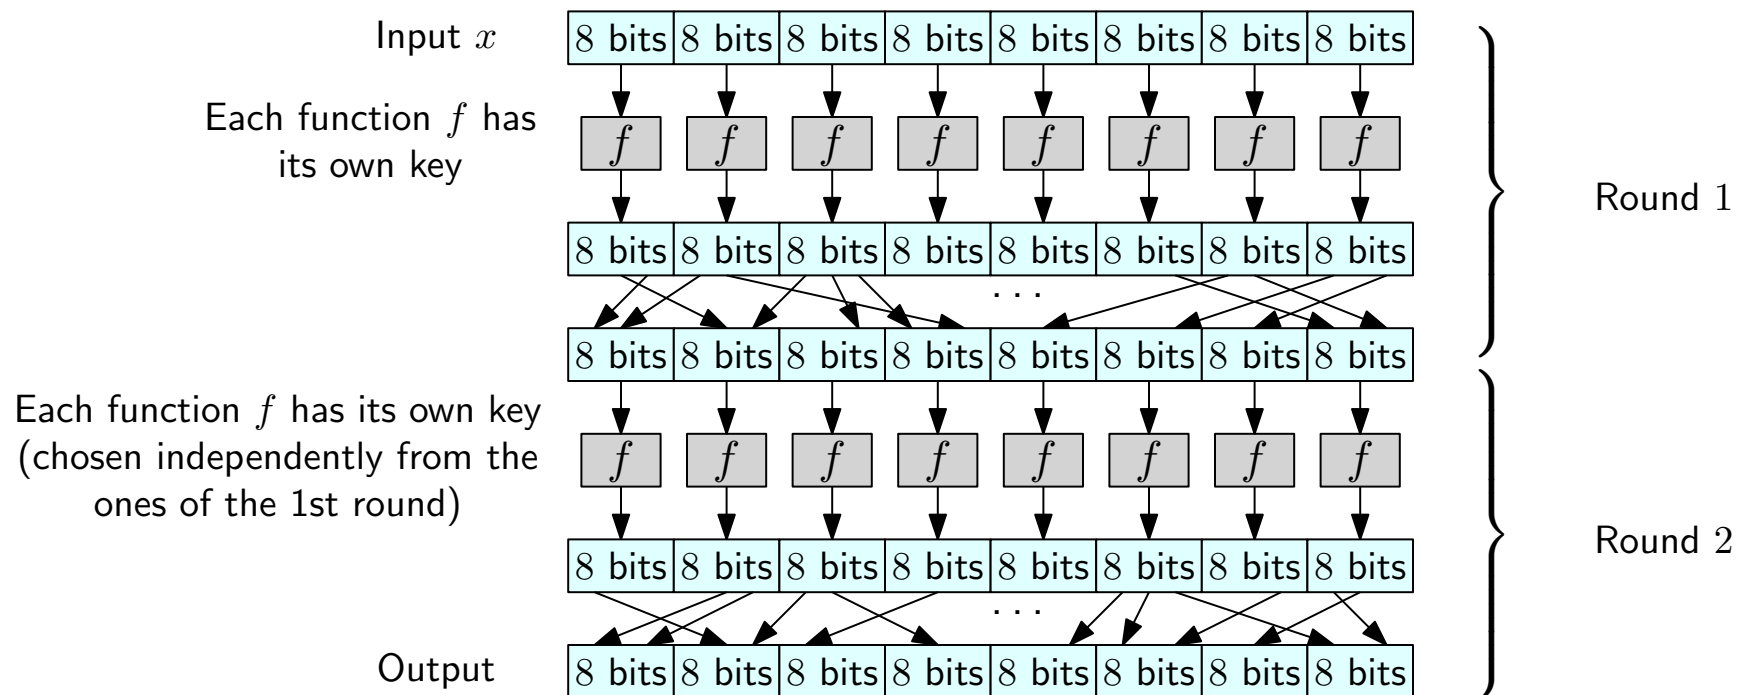 Input x
8 bits 8 bits 8 bits 8 bits 8 bits 8 bits 8 bits 8 bits
Each function f has
its own key
f f f f f f f f
Round 1
8 bits 8 bits 8 bits 8 bits 8 bits 8 bits 8 bits 8 bits
. . .
8 bits 8 bits 8 bits 8 bits 8 bits 8 bits 8 bits 8 bits
Each function f has its own key
(chosen independently from the
ones of the 1st round)
f f f f f f f f
Round 2
8 bits 8 bits 8 bits 8 bits 8 bits 8 bits 8 bits 8 bits
. . .
Output
8 bits 8 bits 8 bits 8 bits 8 bits 8 bits 8 bits 8 bits